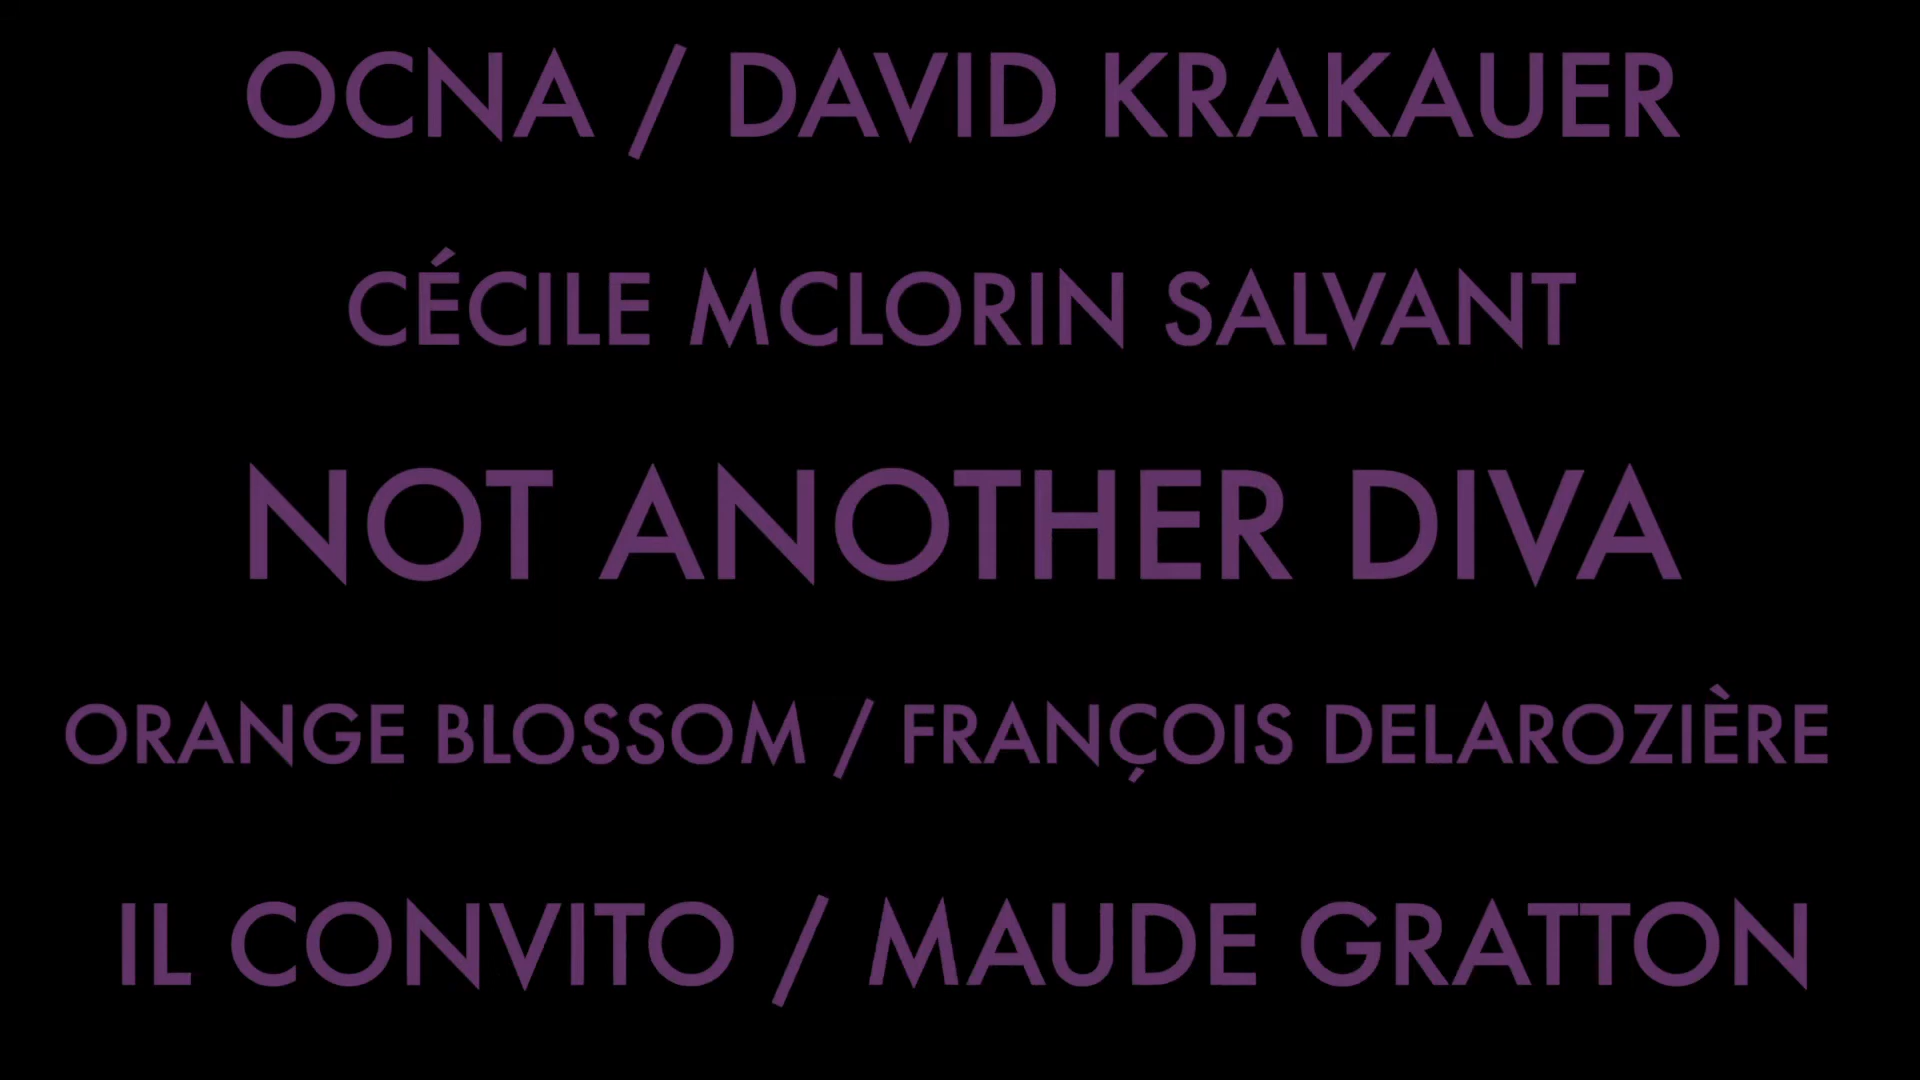 OCNA / DAVID KRAKAUER
CÉCILE MCLORIN SALVANT
NOT ANOTHER DIVA
ORANGE BLOSSOM / FRANÇOIS DELAROZIÈRE
IL CONVITO / MAUDE GRATTON